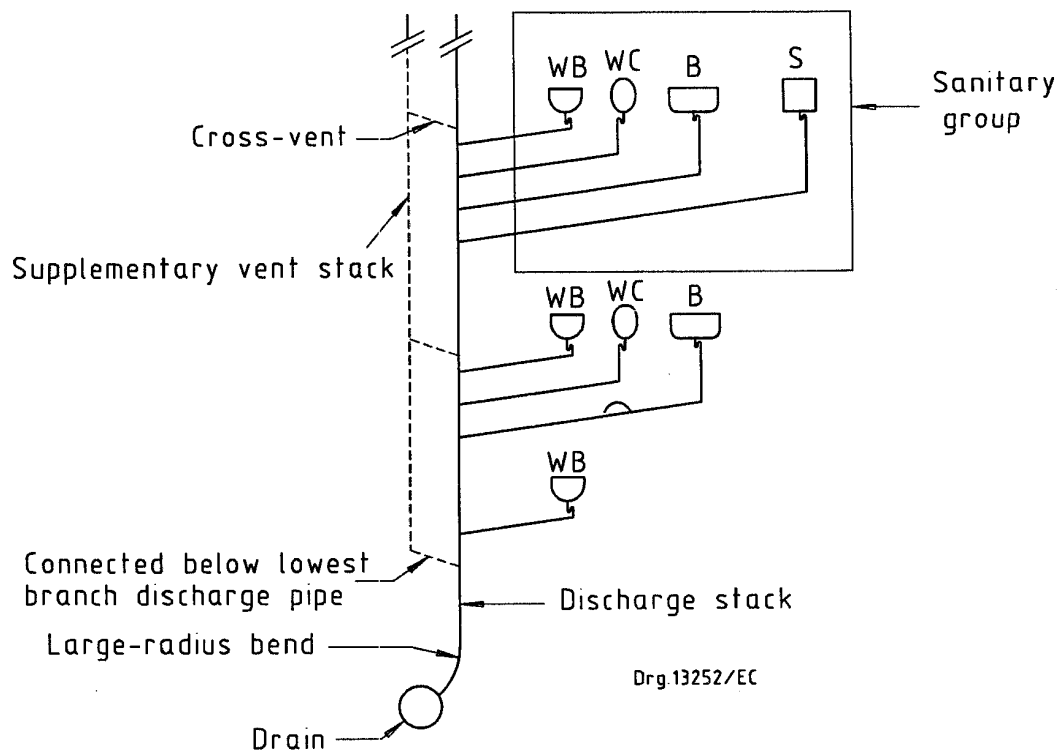 WB WC B S
Sanitary
group
Cross-vent
Supplementary vent stack
WB WC B
WB
Connected below lowest
branch discharge pipe
Discharge stack
Large-radius bend
Drg.13252/EC
Drain